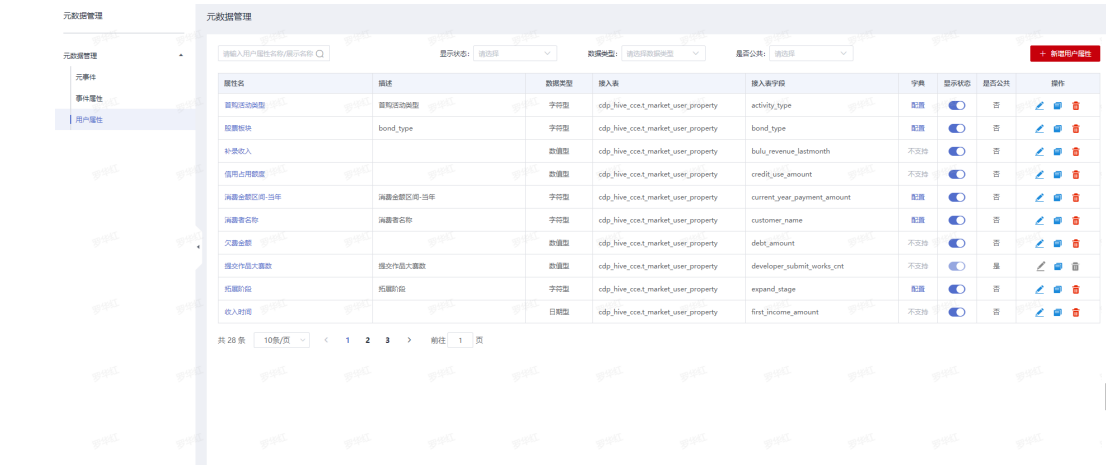 元数据管理
元数据管理
元数据管理
元事件
事件属性
用户属性
请输入用户属性名称/展示名称 显示状态: 请选择 数据类型: 请选择数据类型 是否公共: 请选择 + 新增用户属性
属性名 描述 数据类型 接入表 接入表字段 字典 显示状态 是否公共 操作
首购活动类型 首购活动类型 字符型 cdp_hive_cce.t_market_user_property activity_type 配置 否
股票板块 bond_type 字符型 cdp_hive_cce.t_market_user_property bond_type 配置 否
补录收入 数值型 cdp_hive_cce.t_market_user_property bulu_revenue_lastmonth 不支持 否
信用占用额度 数值型 cdp_hive_cce.t_market_user_property credit_use_amount 不支持 否
消费金额区间-当年 消费金额区间-当年 字符型 cdp_hive_cce.t_market_user_property current_year_payment_amount 配置 否
消费者名称 消费者名称 字符型 cdp_hive_cce.t_market_user_property customer_name 配置 否
欠费金额 数值型 cdp_hive_cce.t_market_user_property debt_amount 不支持 否
提交作品大赛数 提交作品大赛数 数值型 cdp_hive_cce.t_market_user_property developer_submit_works_cnt 不支持 是
拓展阶段 拓展阶段 字符型 cdp_hive_cce.t_market_user_property expand_stage 配置 否
收入时间 日期型 cdp_hive_cce.t_market_user_property first_income_amount 不支持 否
共 28 条 10条/页 < 1 2 3 > 前往 1 页